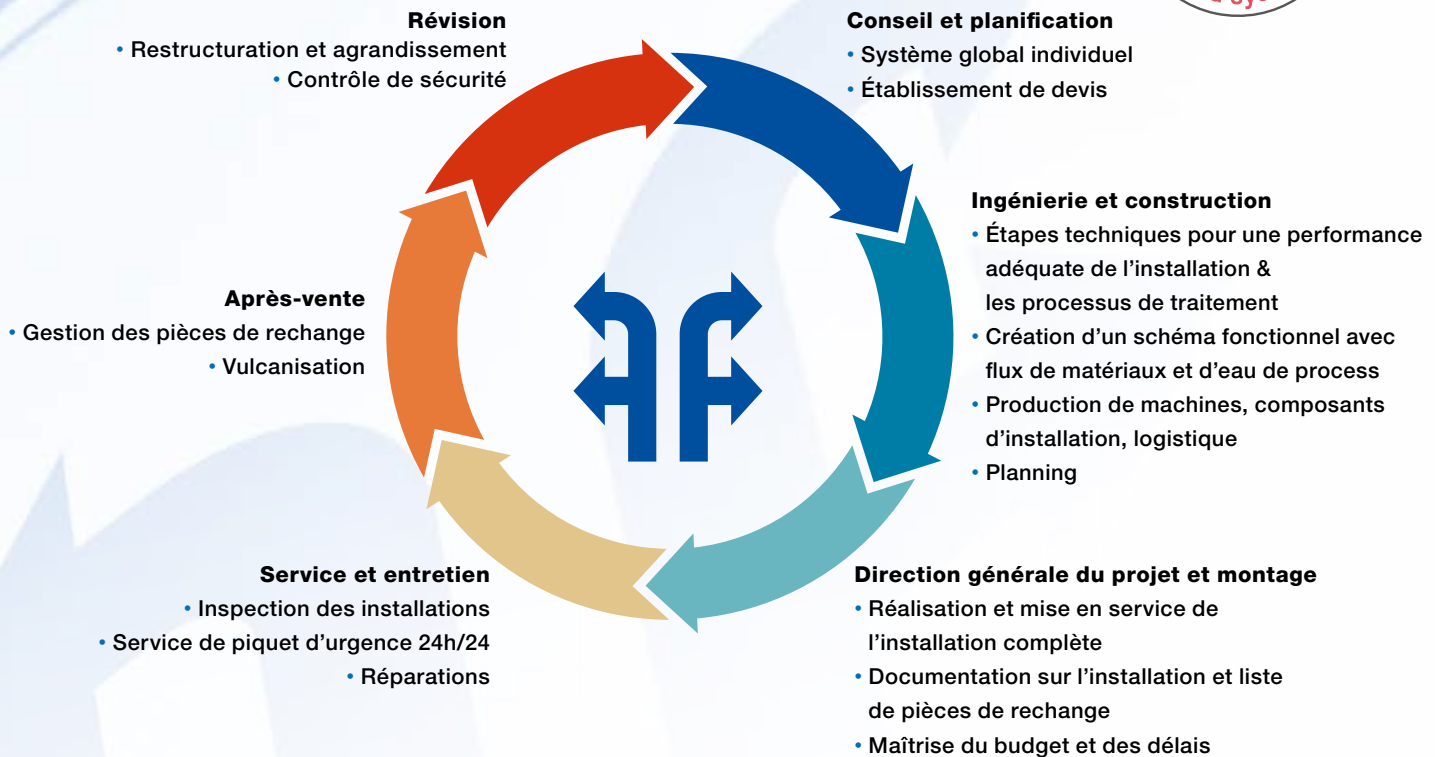 Révision
• Restructuration et agrandissement
• Contrôle de sécurité
Conseil et planification
• Système global individuel
• Établissement de devis
Ingénierie et construction
• Étapes techniques pour une performance
adéquate de l'installation &
les processus de traitement
• Création d'un schéma fonctionnel avec
flux de matériaux et d'eau de process
• Production de machines, composants
d'installation, logistique
• Planning
Direction générale du projet et montage
• Réalisation et mise en service de
l'installation complète
• Documentation sur l'installation et liste
de pièces de rechange
• Maîtrise du budget et des délais
Service et entretien
• Inspection des installations
• Service de piquet d'urgence 24h/24
• Réparations
Après-vente
• Gestion des pièces de rechange
• Vulcanisation